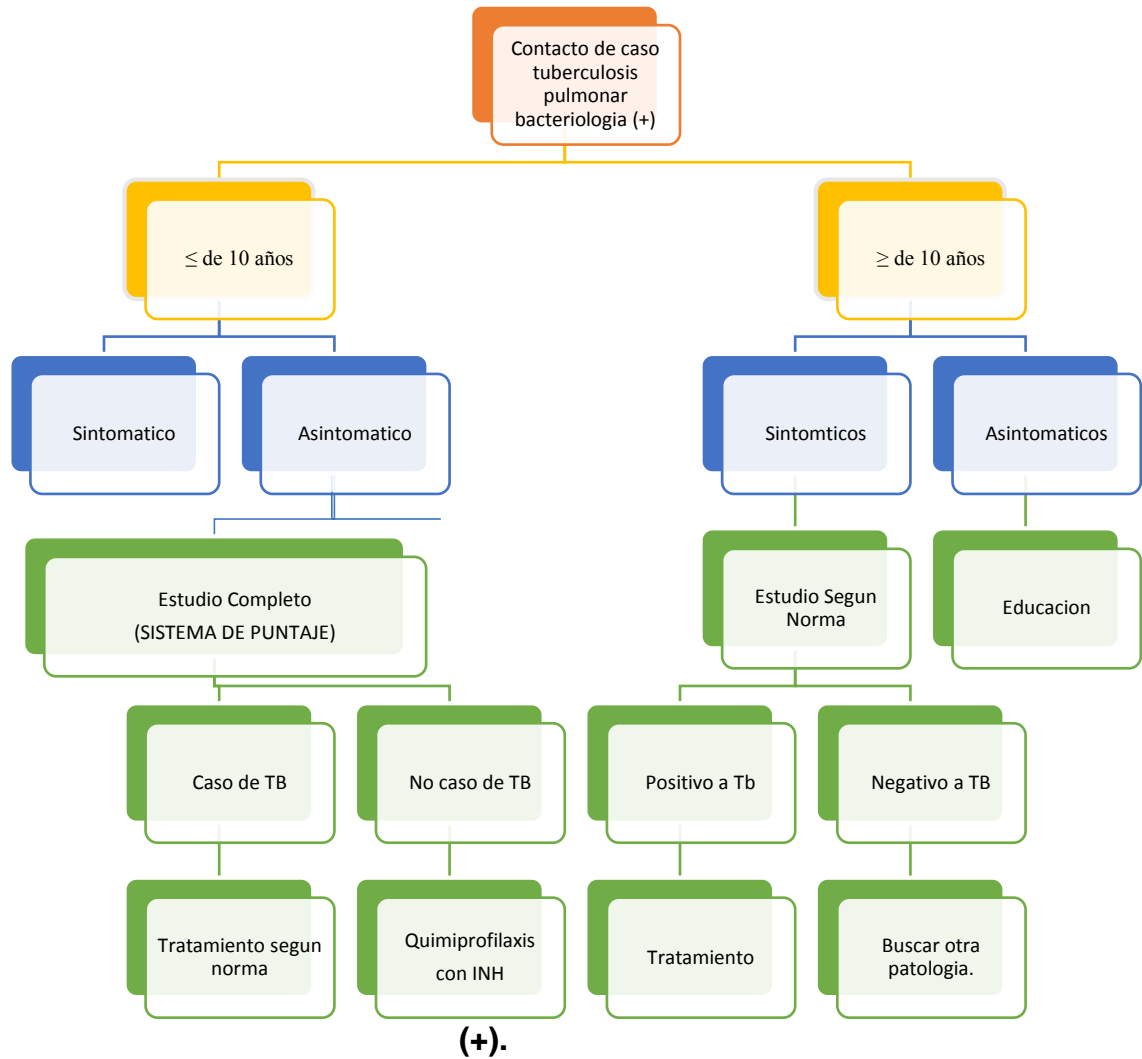 Contacto de caso
tuberculosis
pulmonar
bacteriologia (+)
≤ de 10 años
≥ de 10 años
Sintomatico
Asintomatico
Sintomticos
Asintomaticos
Estudio Completo
(SISTEMA DE PUNTAJE)
Estudio Segun
Norma
Educacion
Caso de TB
No caso de TB
Positivo a Tb
Negativo a TB
Tratamiento segun
norma
Quimiprofilaxis
con INH
Tratamiento
Buscar otra
patologia.
(+).